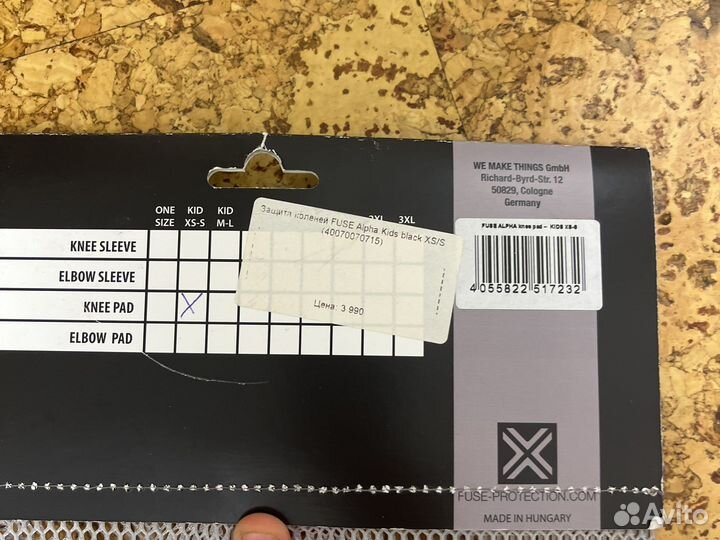 WE MAKE THINGS GmbH
Richard-Byrd-Str. 12
50829, Cologne
Germany
ONE SIZE
KID XS-S
KID M-L
2XL
3XL
KNEE SLEEVE
ELBOW SLEEVE
KNEE PAD
X
ELBOW PAD
Защита коленей FUSE Alpha Kids black XS/S
(40070070715)
Цена: 3 990
FUSE ALPHA knee pad - KIDS XS-S
4 055822 517232
FUSE-PROTECTION.COM
MADE IN HUNGARY
Avito